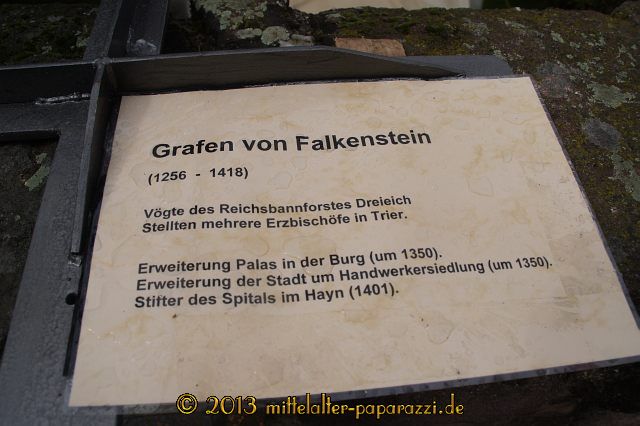 Grafen von Falkenstein
(1256 - 1418)
Vögte des Reichsbannforstes Dreieich
Stellten mehrere Erzbischöfe in Trier.
Erweiterung Palas in der Burg (um 1350).
Erweiterung der Stadt um Handwerkersiedlung (um 1350).
Stifter des Spitals im Hayn (1401).
© 2013 mittelalter-paparazzi.de